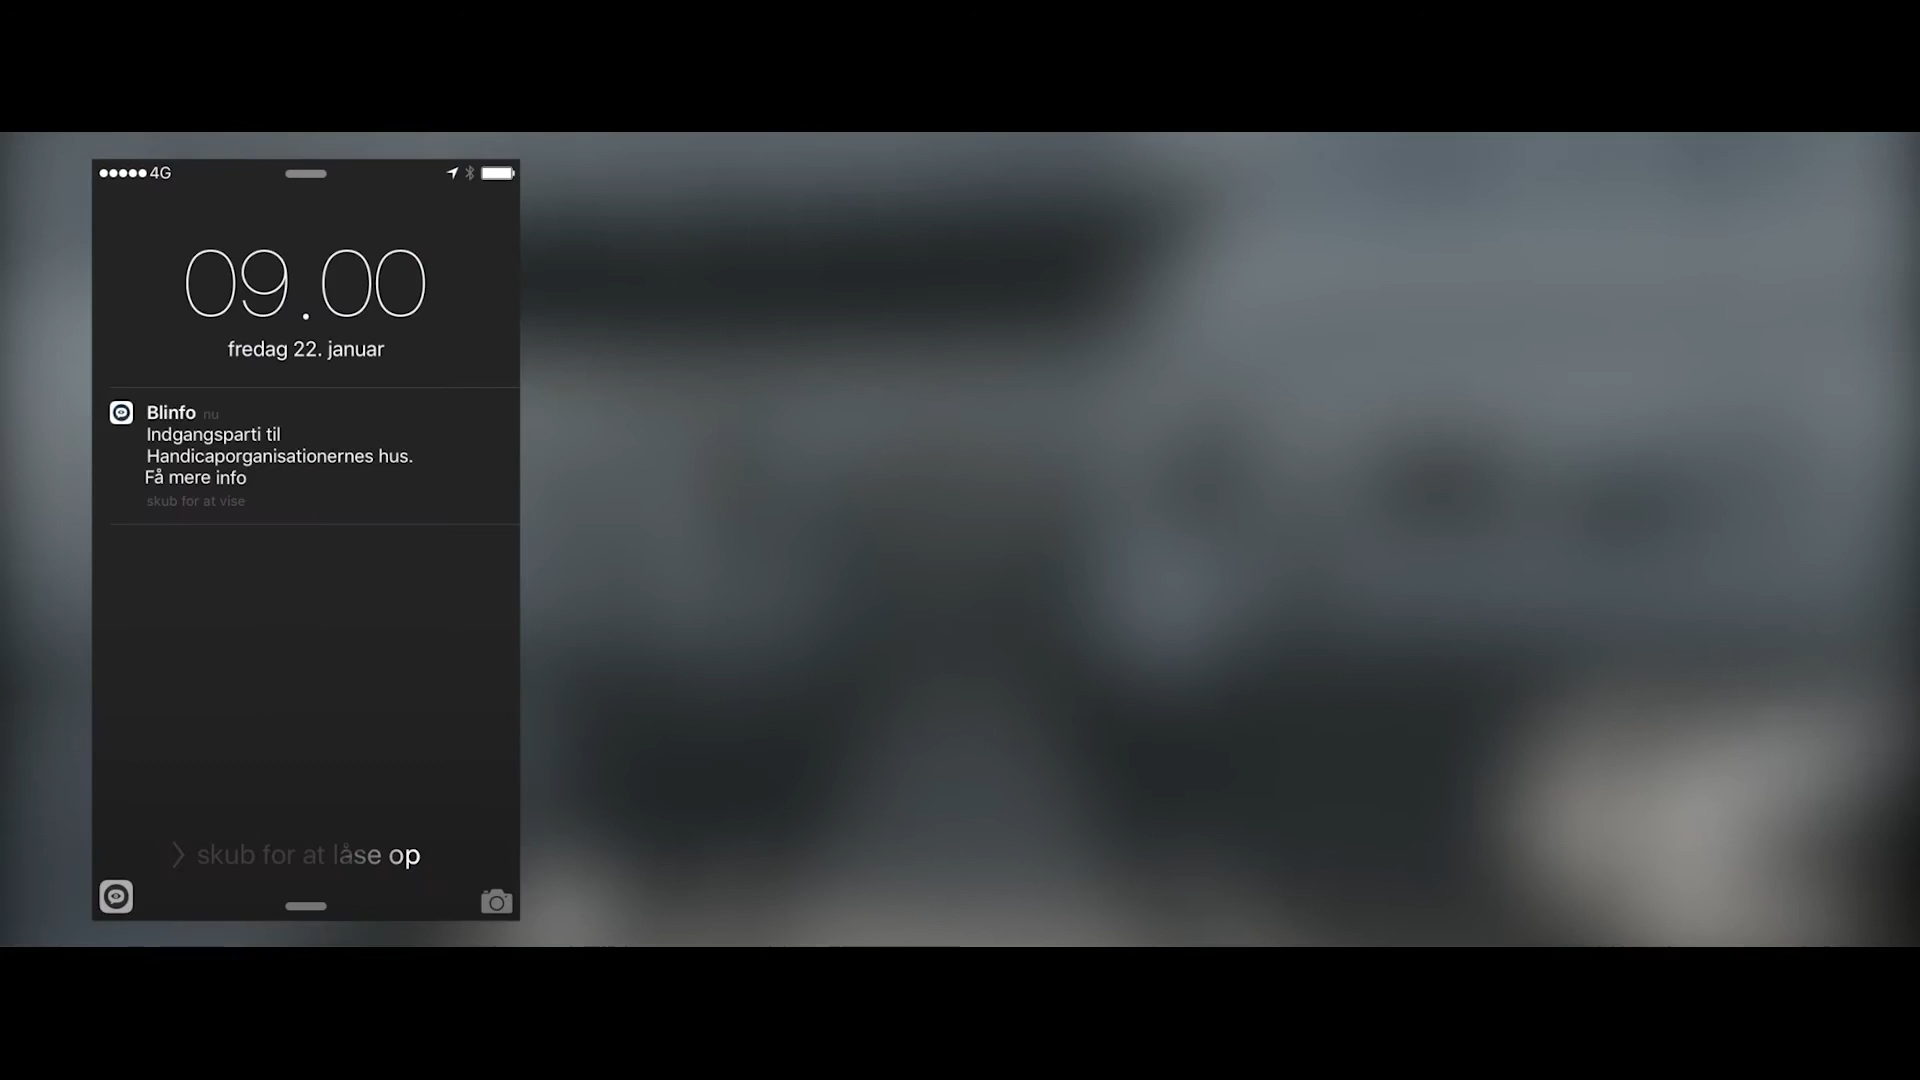 4G
09.00
fredag 22. januar
Blinfo nu
Indgangsparti til
Handicaporganisationernes hus.
Få mere info
skub for at vise
skub for at låse op